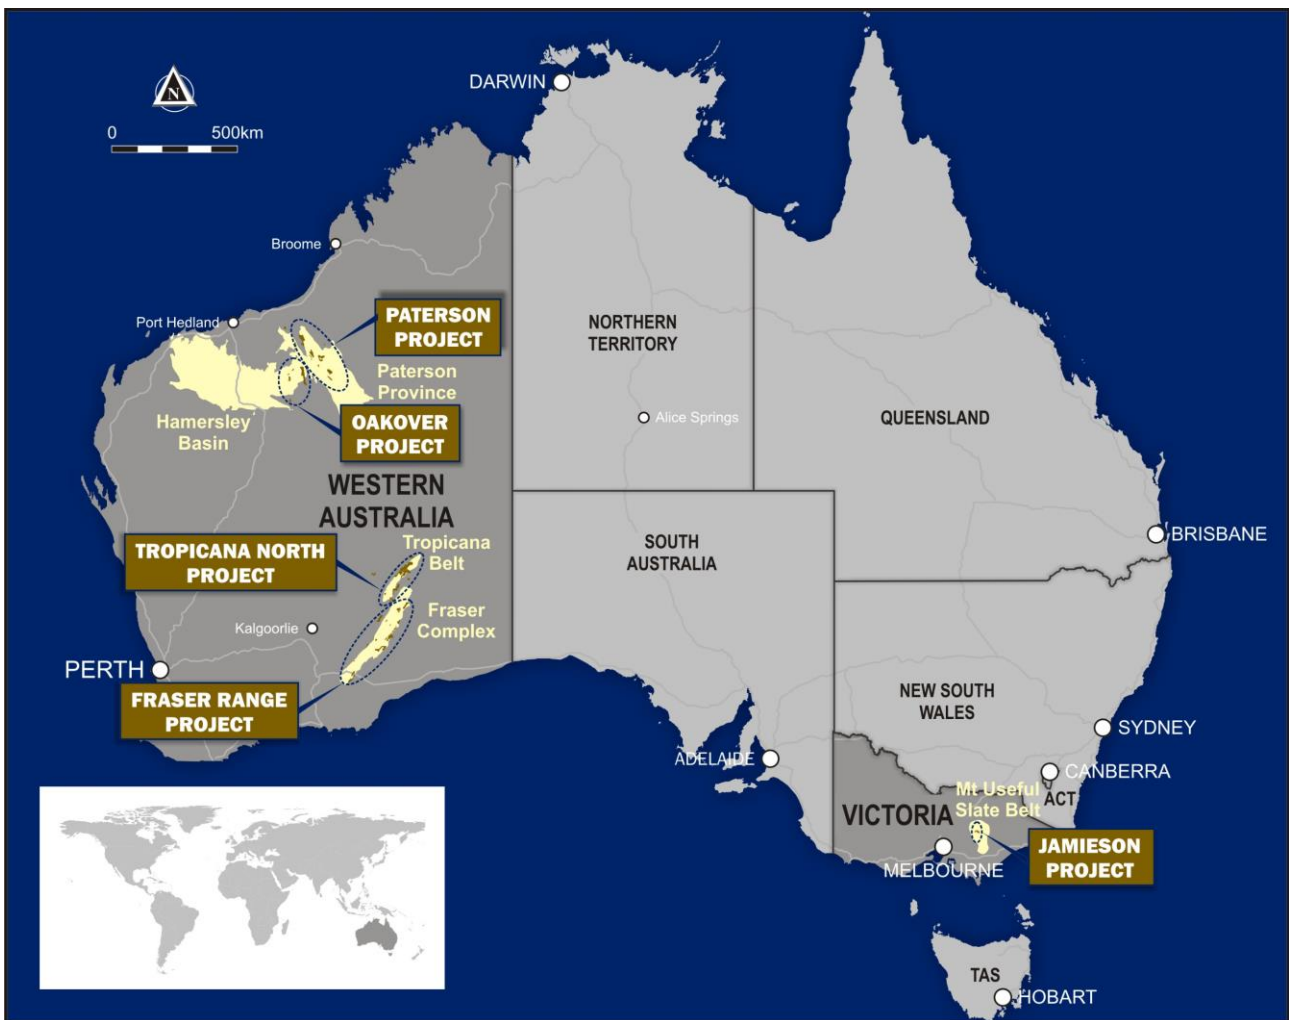 DARWIN
N
0 500km
Broome
Port Hedland
PATERSON
PROJECT
NORTHERN
TERRITORY
Paterson
Province
Hamersley
Basin
OAKOVER
PROJECT
Alice Springs
QUEENSLAND
WESTERN
AUSTRALIA
TROPICANA NORTH
PROJECT
Tropicana
Belt
SOUTH
AUSTRALIA
BRISBANE
Kalgoorlie
Fraser
Complex
PERTH
FRASER RANGE
PROJECT
NEW SOUTH
WALES
SYDNEY
ADELAIDE
CANBERRA
ACT
Mt Useful
Slate Belt
VICTORIA
MELBOURNE
JAMIESON
PROJECT
TAS
HOBART